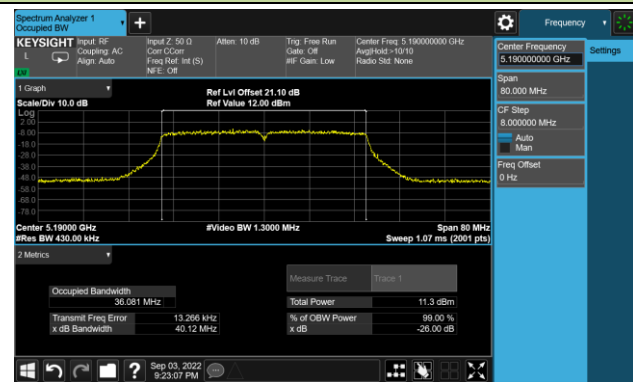 Spectrum Analyzer 1
Occupied BW
Frequency
KEYSIGHT
L
Input: RF
Coupling: AC
Align: Auto
Input Z: 50 Ω
Corr CCorr
Freq Ref: Int (S)
NFE: Off
Atten: 10 dB
Trig: Free Run
Gate: Off
#IF Gain: Low
Center Freq: 5.190000000 GHz
Avg|Hold:>10/10
Radio Std: None
1 Graph
Scale/Div 10.0 dB
Ref Lvl Offset 21.10 dB
Ref Value 12.00 dBm
Log
2.00
-8.00
-18.0
-28.0
-38.0
-48.0
-58.0
-68.0
-78.0
Center 5.19000 GHz
#Res BW 430.00 kHz
#Video BW 1.3000 MHz
Span 80 MHz
Sweep 1.07 ms (2001 pts)
2 Metrics
Measure Trace
Trace 1
Occupied Bandwidth
36.081 MHz
Total Power
11.3 dBm
Transmit Freq Error
13.266 kHz
% of OBW Power
99.00 %
x dB Bandwidth
40.12 MHz
x dB
-26.00 dB
Center Frequency
5.190000000 GHz
Settings
Span
80.000 MHz
CF Step
8.000000 MHz
Auto
Man
Freq Offset
0 Hz
?
Sep 03, 2022
9:23:07 PM